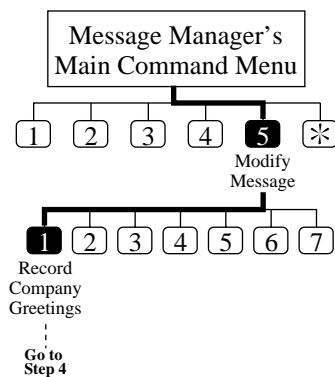 Message Manager's
Main Command Menu
1 2 3 4 5 *
Modify
Message
1 2 3 4 5 6 7
Record
Company
Greetings
Go to
Step 4